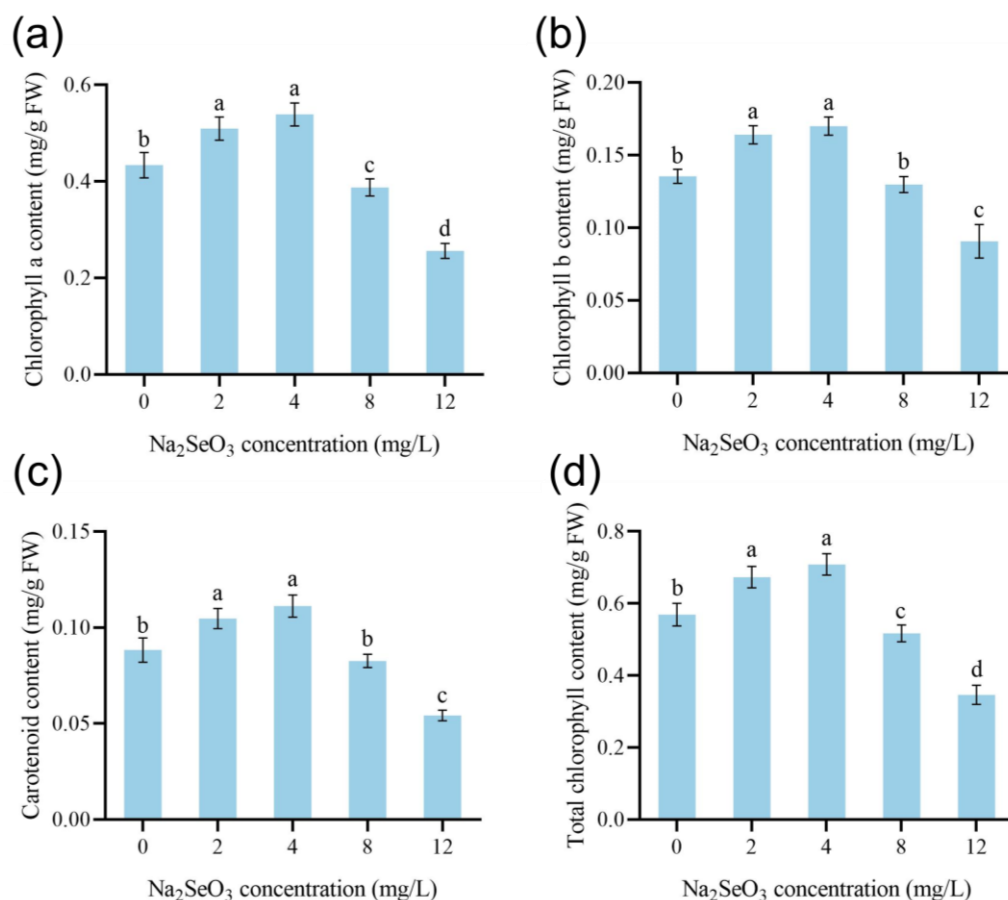 (a)
Chlorophyll a content (mg/g FW)
0.6
0.4
0.2
0.0
b
a
a
c
d
0 2 4 8 12
Na₂SeO₃ concentration (mg/L)
(b)
Chlorophyll b content (mg/g FW)
0.20
0.15
0.10
0.05
0.00
b
a
a
b
c
0 2 4 8 12
Na₂SeO₃ concentration (mg/L)
(c)
Carotenoid content (mg/g FW)
0.15
0.10
0.05
0.00
b
a
a
b
c
0 2 4 8 12
Na₂SeO₃ concentration (mg/L)
(d)
Total chlorophyll content (mg/g FW)
0.8
0.6
0.4
0.2
0.0
b
a
a
c
d
0 2 4 8 12
Na₂SeO₃ concentration (mg/L)